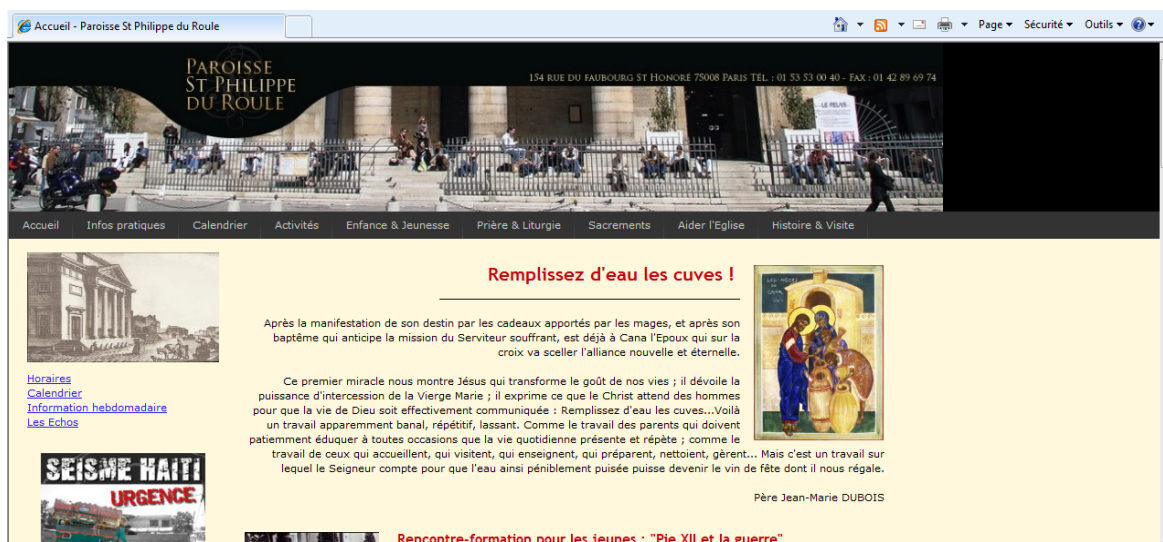 Accueil - Paroisse St Philippe du Roule
Page
Sécurité
Outils
PAROISSE
ST PHILIPPE
DU ROULE
154 RUE DU FAUBOURG ST HONORÉ 75008 PARIS TÉL. : 01 53 53 00 40 - FAX : 01 42 89 69 74
LE RELAIS
Accueil Infos pratiques Calendrier Activités Enfance & Jeunesse Prière & Liturgie Sacrements Aider l'Eglise Histoire & Visite
Remplissez d'eau les cuves !
Après la manifestation de son destin par les cadeaux apportés par les mages, et après son
baptême qui anticipe la mission du Serviteur souffrant, est déjà à Cana l'Epoux qui sur la
croix va sceller l'alliance nouvelle et éternelle.
Ce premier miracle nous montre Jésus qui transforme le goût de nos vies ; il dévoile la
puissance d'intercession de la Vierge Marie ; il exprime ce que le Christ attend des hommes
pour que la vie de Dieu soit effectivement communiquée : Remplissez d'eau les cuves...Voilà
un travail apparemment banal, répétitif, lassant. Comme le travail des parents qui doivent
patiemment éduquer à toutes occasions que la vie quotidienne présente et répète ; comme le
travail de ceux qui accueillent, qui visitent, qui enseignent, qui préparent, nettoient, gèrent... Mais c'est un travail sur
lequel le Seigneur compte pour que l'eau ainsi péniblement puisée puisse devenir le vin de fête dont il nous régale.
Père Jean-Marie DUBOIS
Horaires
Calendrier
Information hebdomadaire
Les Echos
SEISME HAITI
URGENCE
Rencontre-formation pour les jeunes : "Pie XII et la guerre"